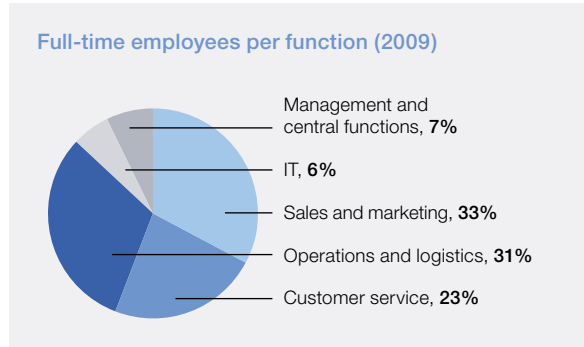 Full-time employees per function (2009)
Management and
central functions, 7%
IT, 6%
Sales and marketing, 33%
Operations and logistics, 31%
Customer service, 23%